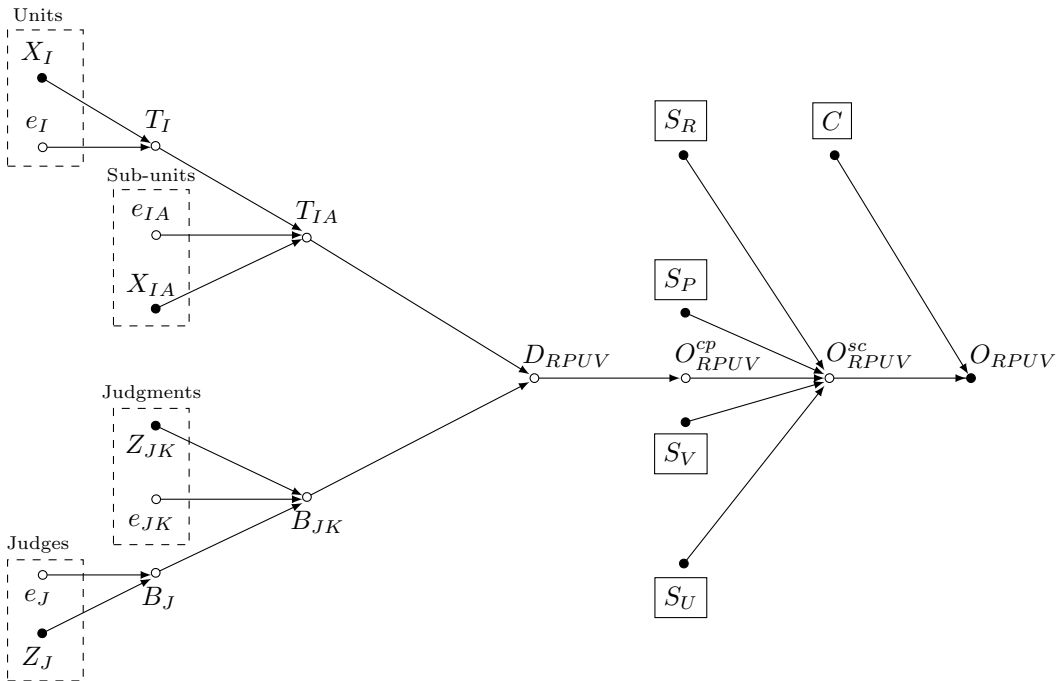 Units
X_I
e_I
T_I
S_R
C
Sub-units
e_{IA}
T_{IA}
X_{IA}
S_P
D_{RPUV}
O^{cp}_{RPUV}
O^{sc}_{RPUV}
O_{RPUV}
Judgments
Z_{JK}
S_V
e_{JK}
B_{JK}
Judges
e_J
B_J
S_U
Z_J